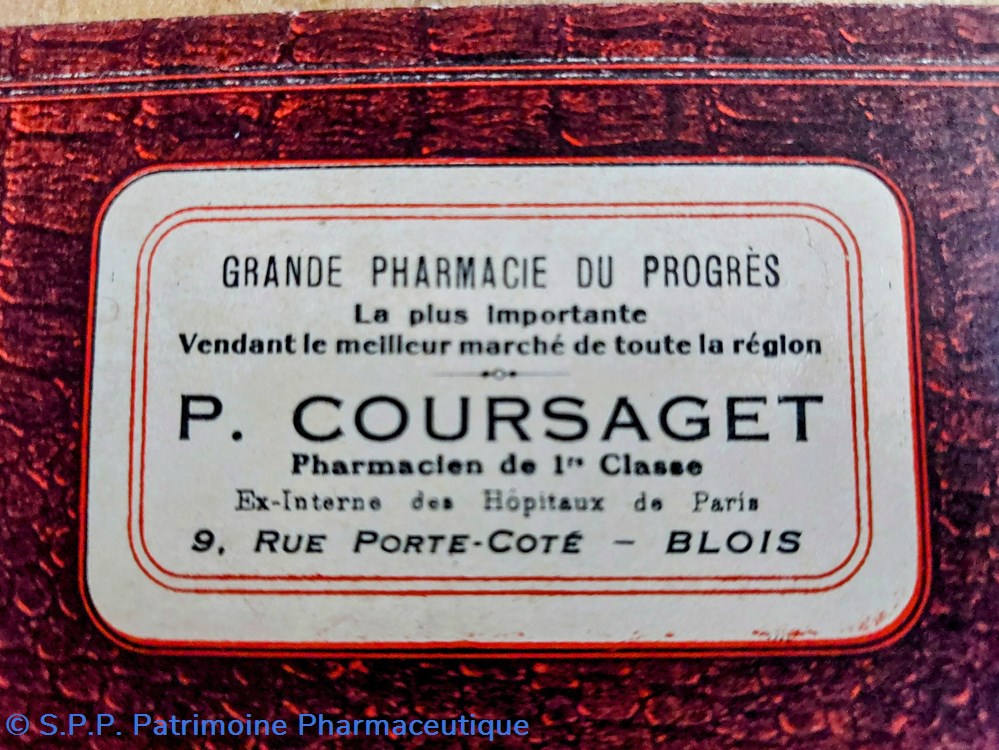 GRANDE PHARMACIE DU PROGRÈS
La plus importante
Vendant le meilleur marché de toute la région
P. COURSAGET
Pharmacien de 1re Classe
Ex-Interne des Hôpitaux de Paris
9, RUE PORTE-COTÉ – BLOIS
© S.P.P. Patrimoine Pharmaceutique